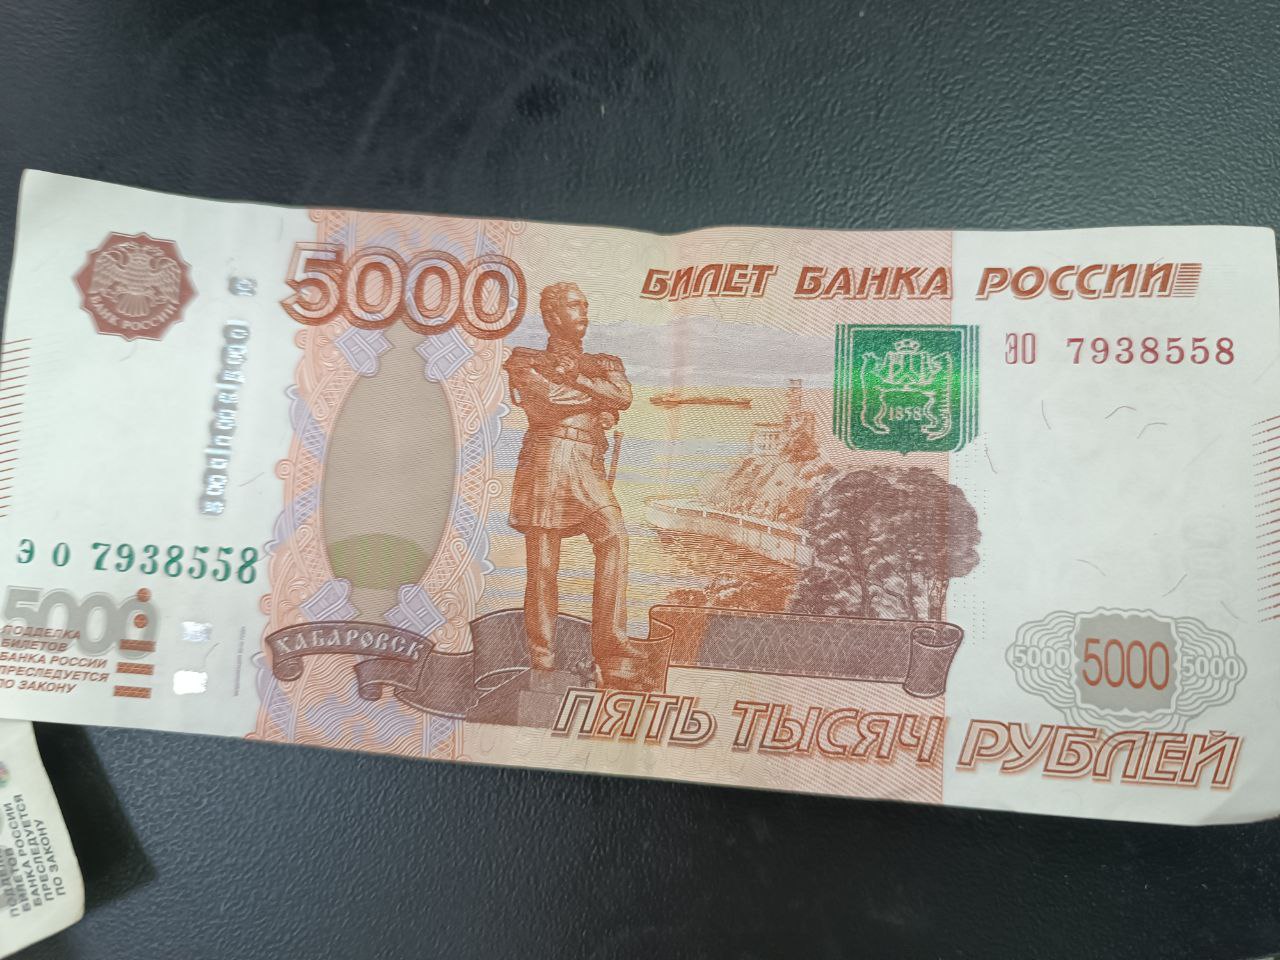 5000
БИЛЕТ БАНКА РОССИИ
БАНК РОССИИ
ЭО 7938558
1858
ЭО 7938558
5000
ПОДДЕЛКА
БИЛЕТОВ
БАНКА РОССИИ
ПРЕСЛЕДУЕТСЯ
ПО ЗАКОНУ
ХАБАРОВСК
5000 5000 5000
ПЯТЬ ТЫСЯЧ РУБЛЕЙ
БИЛЕТОВ
БАНКА РОССИИ
ПРЕСЛЕДУЕТСЯ
ПО ЗАКОНУ